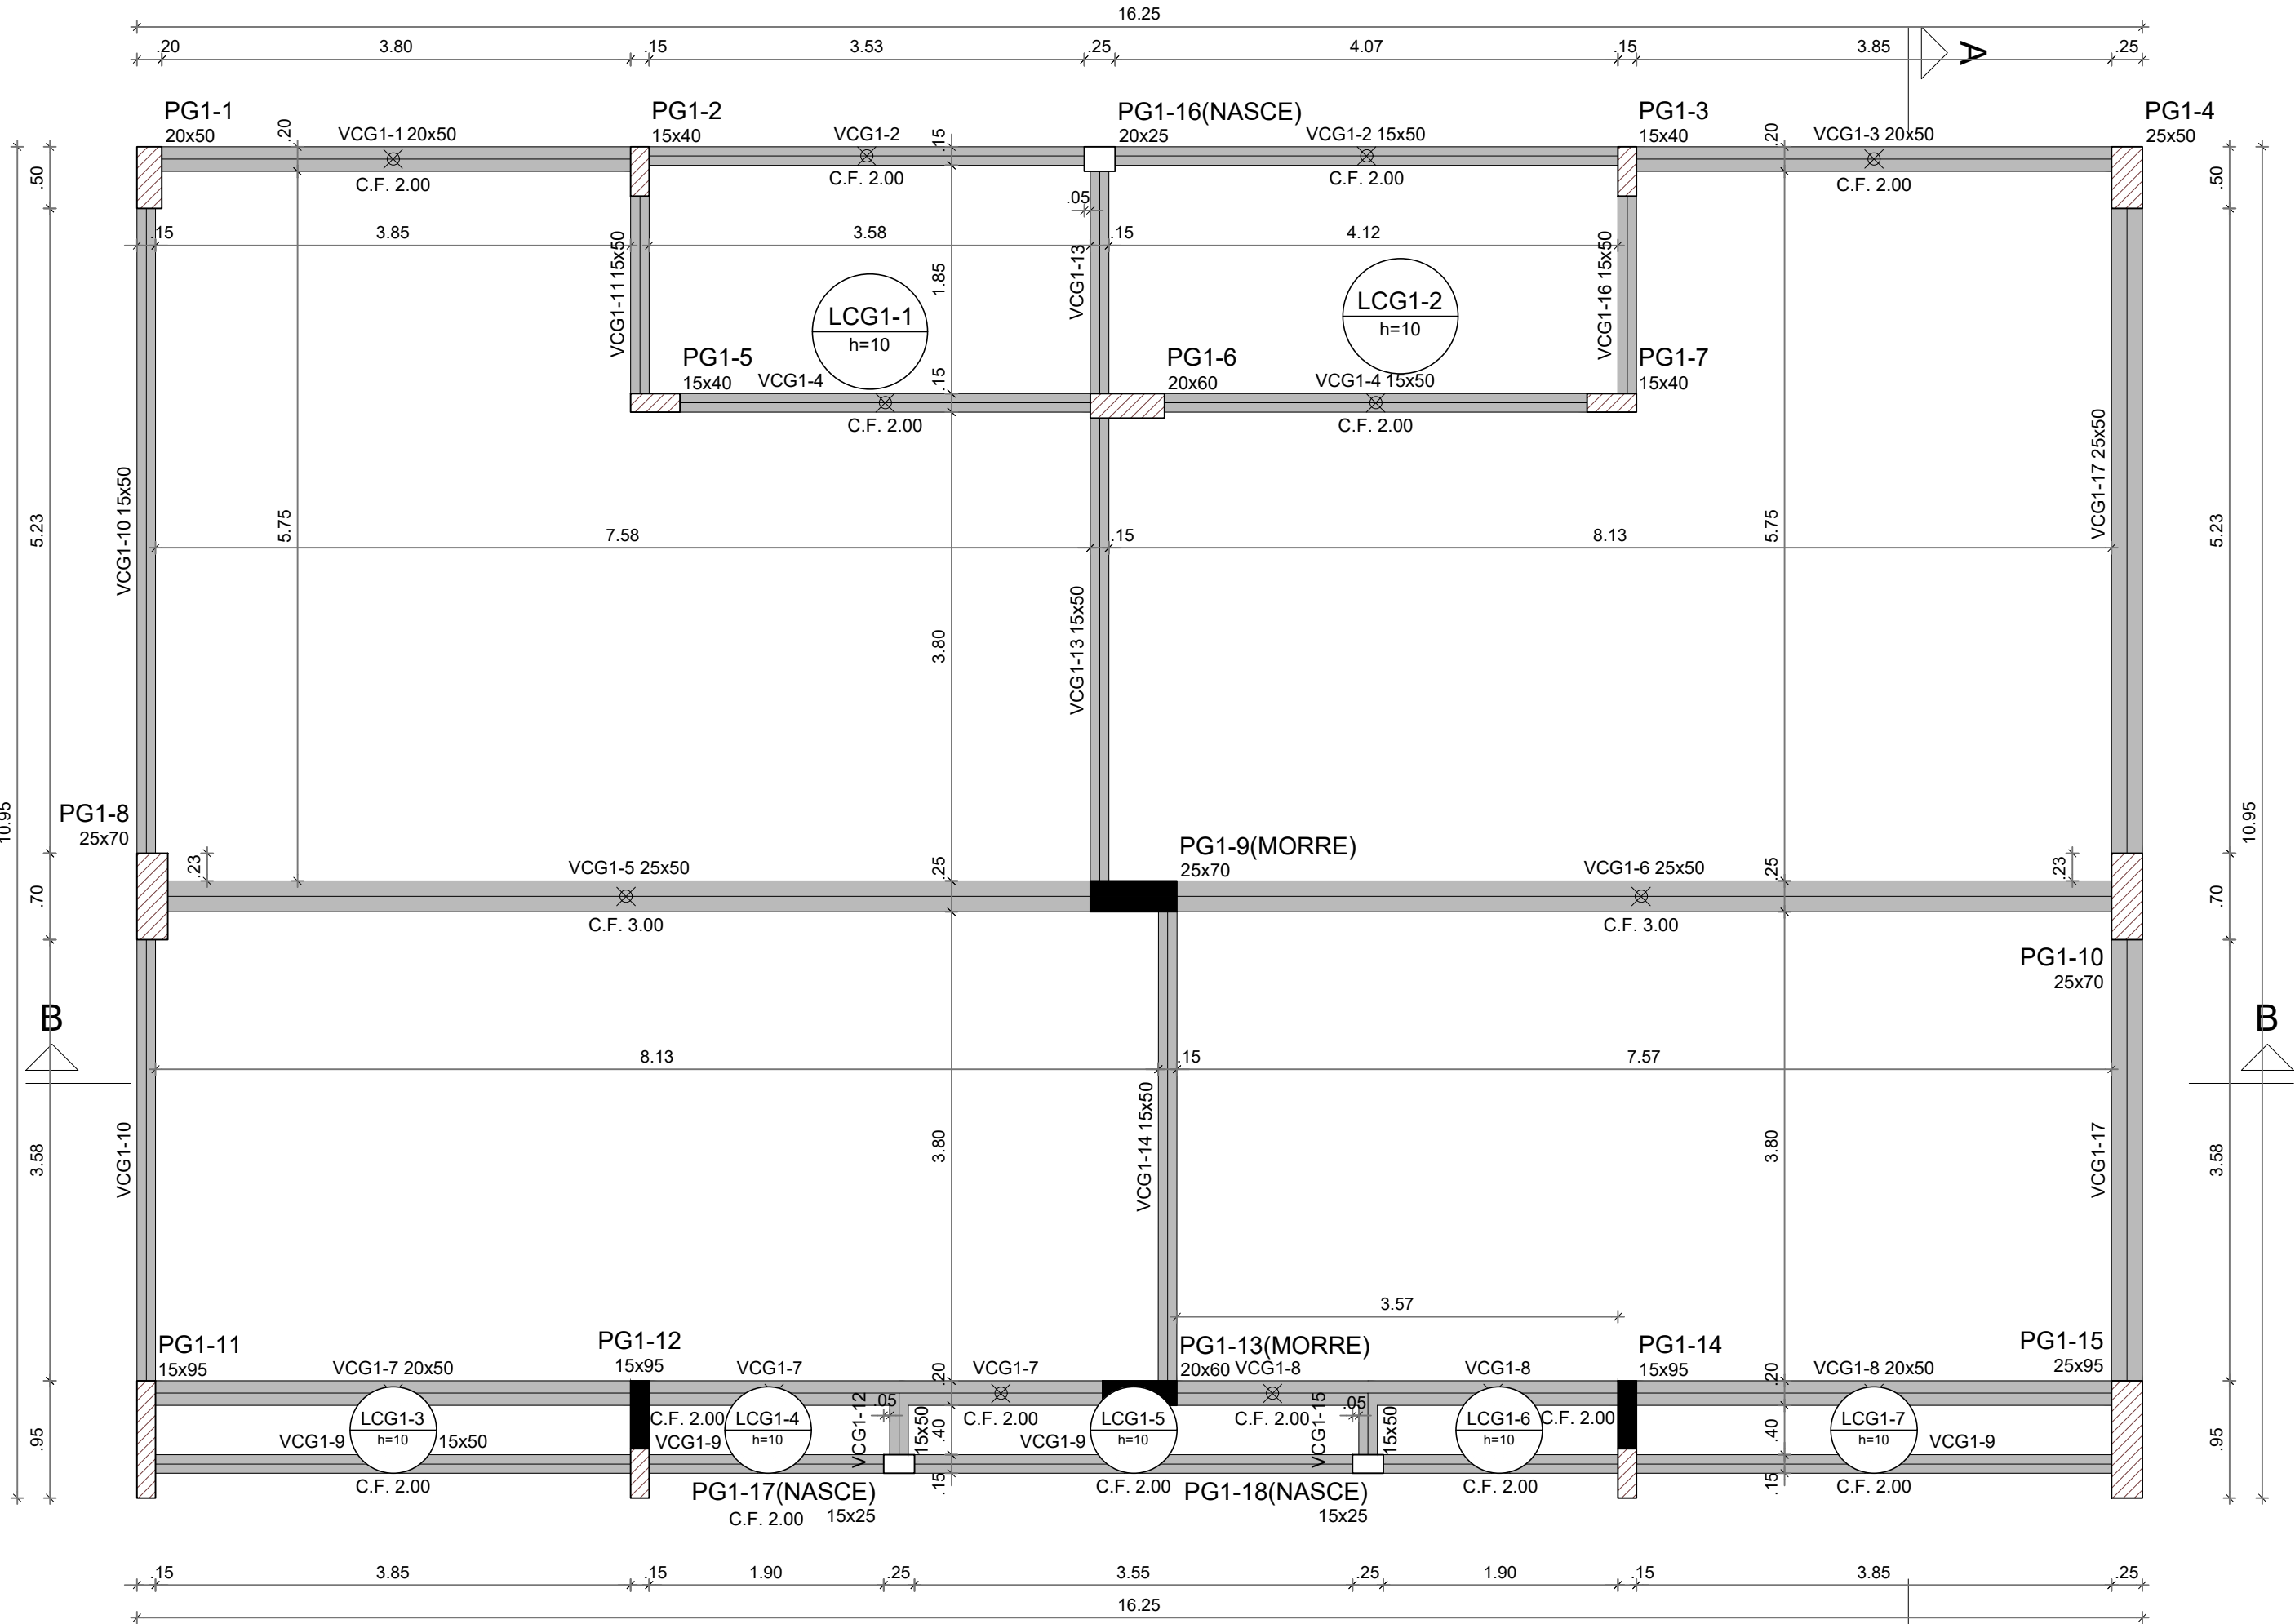 16.25
.20 3.80 .15 3.53 .25 4.07 .15 3.85 .25
A
PG1-1
20x50
.20
VCG1-1 20x50
C.F. 2.00
PG1-2
15x40
VCG1-2
C.F. 2.00
.15
PG1-16(NASCE)
20x25
VCG1-2 15x50
C.F. 2.00
PG1-3
15x40
.20
VCG1-3 20x50
C.F. 2.00
PG1-4
25x50
.50
.50
.05
.15 3.85 3.58 .15 4.12
VCG1-11 15x50
1.85
VCG1-13
VCG1-16 15x50
LCG1-1
h=10
LCG1-2
h=10
PG1-5
15x40
VCG1-4
C.F. 2.00
.15
PG1-6
20x60
VCG1-4 15x50
C.F. 2.00
PG1-7
15x40
5.23
VCG1-10 15x50
5.75
7.58 .15 8.13
5.75
VCG1-17 25x50
5.23
3.80
VCG1-13 15x50
10.95
10.95
PG1-8
25x70
.23
VCG1-5 25x50
C.F. 3.00
.25
PG1-9(MORRE)
25x70
VCG1-6 25x50
C.F. 3.00
.25
.23
.70
.70
PG1-10
25x70
B
B
8.13 .15 7.57
3.58
VCG1-10
3.80
VCG1-14 15x50
3.80
VCG1-17
3.58
3.57
PG1-11
15x95
VCG1-7 20x50
PG1-12
15x95
VCG1-7
.20
VCG1-7
PG1-13(MORRE)
20x60
VCG1-8
VCG1-8
PG1-14
15x95
.20
VCG1-8 20x50
PG1-15
25x95
.95
VCG1-9
LCG1-3
h=10
15x50
C.F. 2.00
C.F. 2.00
VCG1-9
LCG1-4
h=10
VCG1-12
.05
15x50
.40
C.F. 2.00
VCG1-9
LCG1-5
h=10
C.F. 2.00
C.F. 2.00
VCG1-15
.05
15x50
LCG1-6
h=10
C.F. 2.00
C.F. 2.00
.40
LCG1-7
h=10
VCG1-9
C.F. 2.00
.95
PG1-17(NASCE)
15x25
C.F. 2.00
.15
PG1-18(NASCE)
15x25
.15
.15 3.85 .15 1.90 .25 3.55 .25 1.90 .15 3.85 .25
16.25